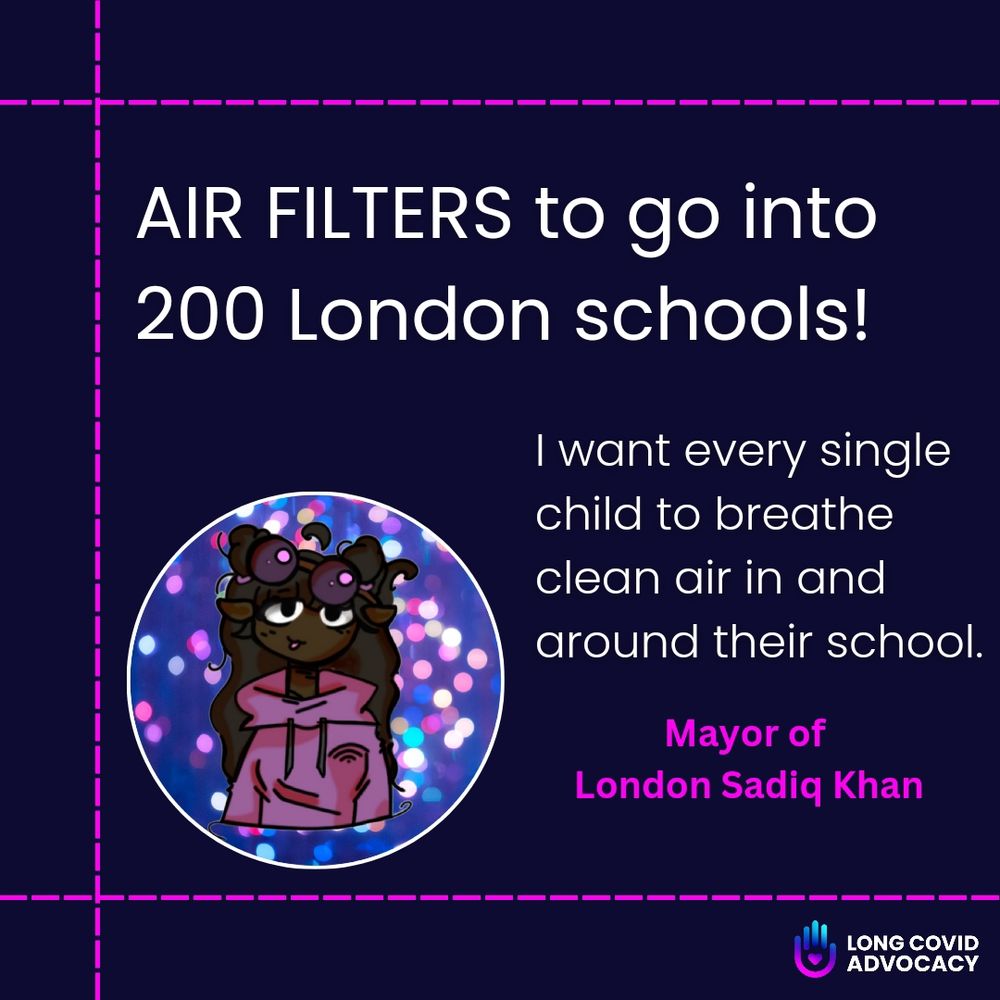 AIR FILTERS to go into
200 London schools!
I want every single
child to breathe
clean air in and
around their school.
Mayor of
London Sadiq Khan
LONG COVID
ADVOCACY